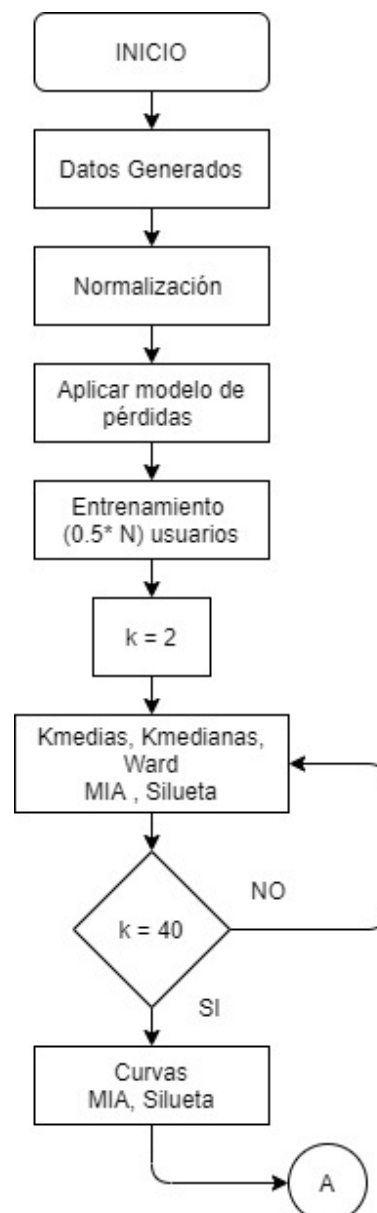 INICIO
Datos Generados
Normalización
Aplicar modelo de
pérdidas
Entrenamiento
(0.5* N) usuarios
k = 2
Kmedias, Kmedianas,
Ward
MIA , Silueta
k = 40
NO
SI
Curvas
MIA, Silueta
A